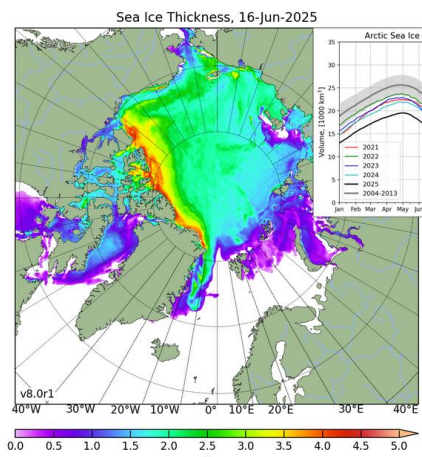 Sea Ice Thickness, 16-Jun-2025
Arctic Sea Ice
35
30
25
20
15
10
5
0
Volume, [1000 km³]
2021
2022
2023
2024
2025
2004-2013
Jan Feb Mar Apr May Jun
v8.0r1
40°W 30°W 20°W 10°W 0° 10°E 20°E 30°E 40°E
0.0 0.5 1.0 1.5 2.0 2.5 3.0 3.5 4.0 4.5 5.0